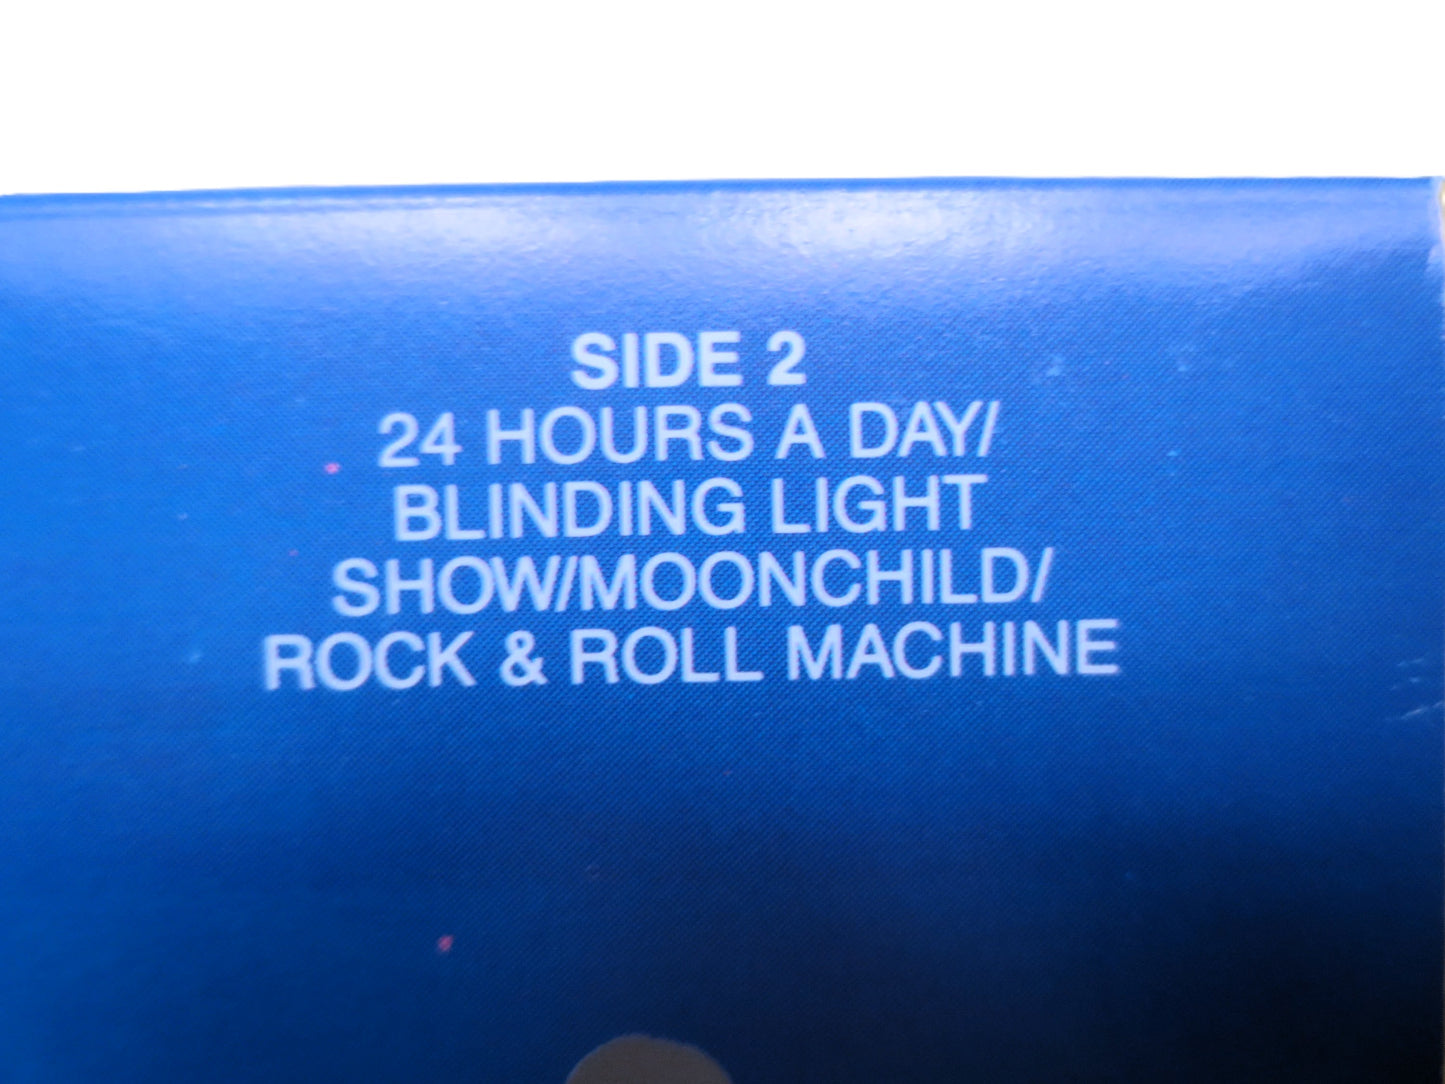 SIDE 2
24 HOURS A DAY/
BLINDING LIGHT
SHOW/MOONCHILD/
ROCK & ROLL MACHINE